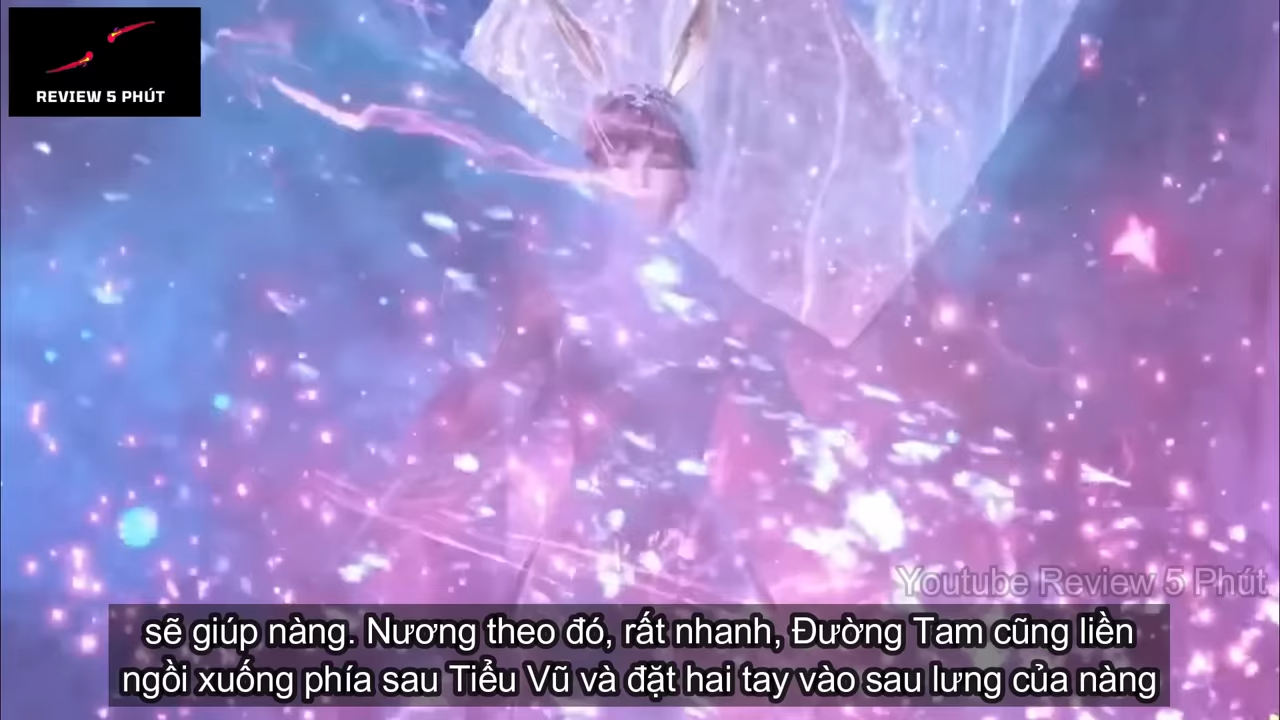 REVIEW 5 PHÚT
Youtube Review 5 Phút
sẽ giúp nàng. Nương theo đó, rất nhanh, Đường Tam cũng liền
ngồi xuống phía sau Tiểu Vũ và đặt hai tay vào sau lưng của nàng